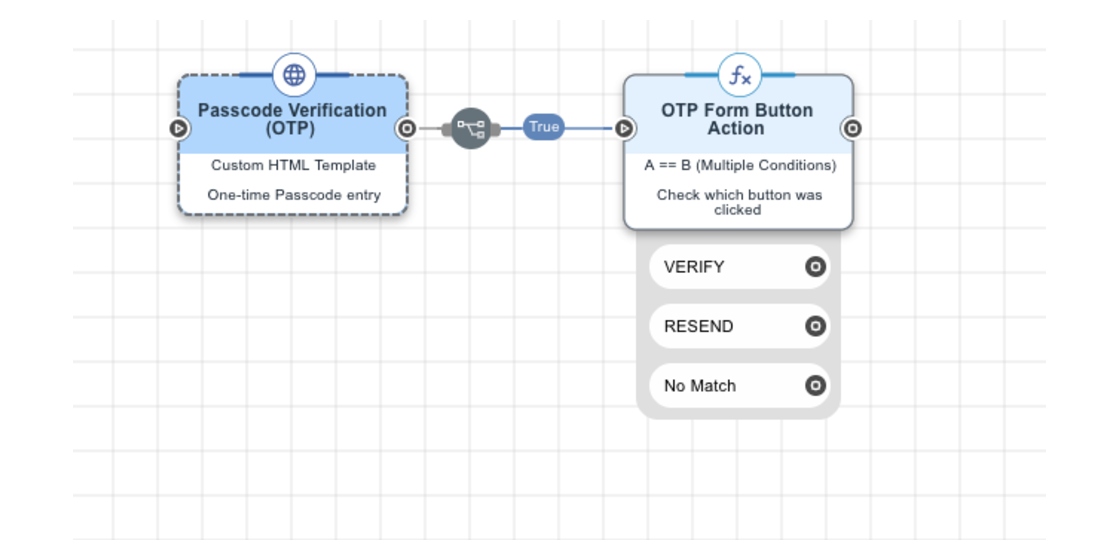 Passcode Verification
(OTP)
Custom HTML Template
One-time Passcode entry
True
fx
OTP Form Button
Action
A == B (Multiple Conditions)
Check which button was
clicked
VERIFY
RESEND
No Match